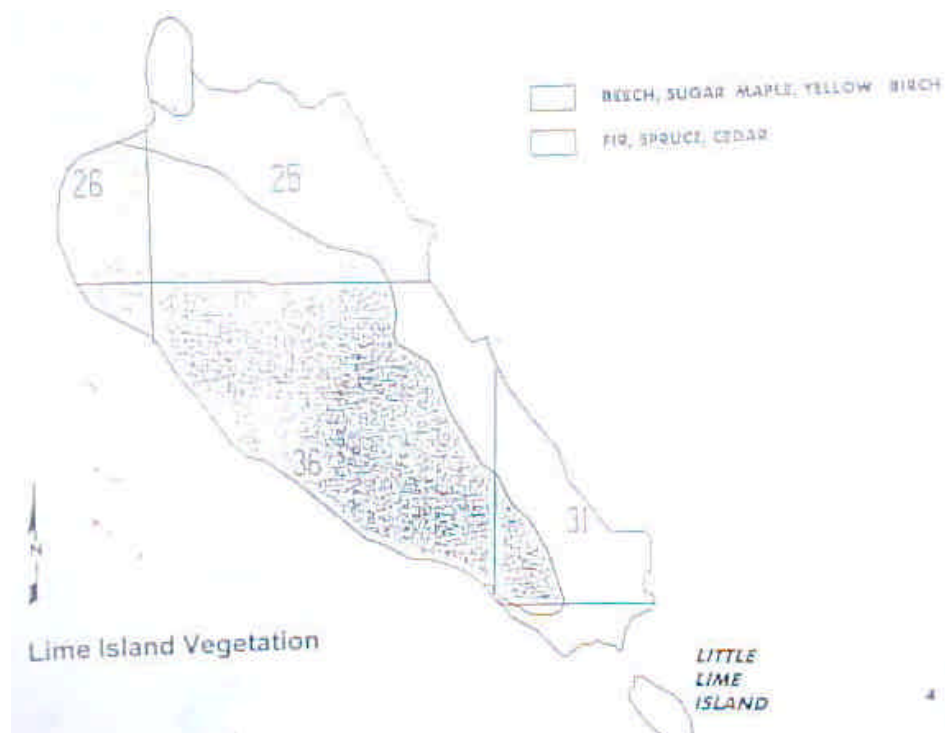 BEECH, SUGAR MAPLE, YELLOW BIRCH
FIR, SPRUCE, CEDAR
26
25
36
31
N
Lime Island Vegetation
LITTLE
LIME
ISLAND
4